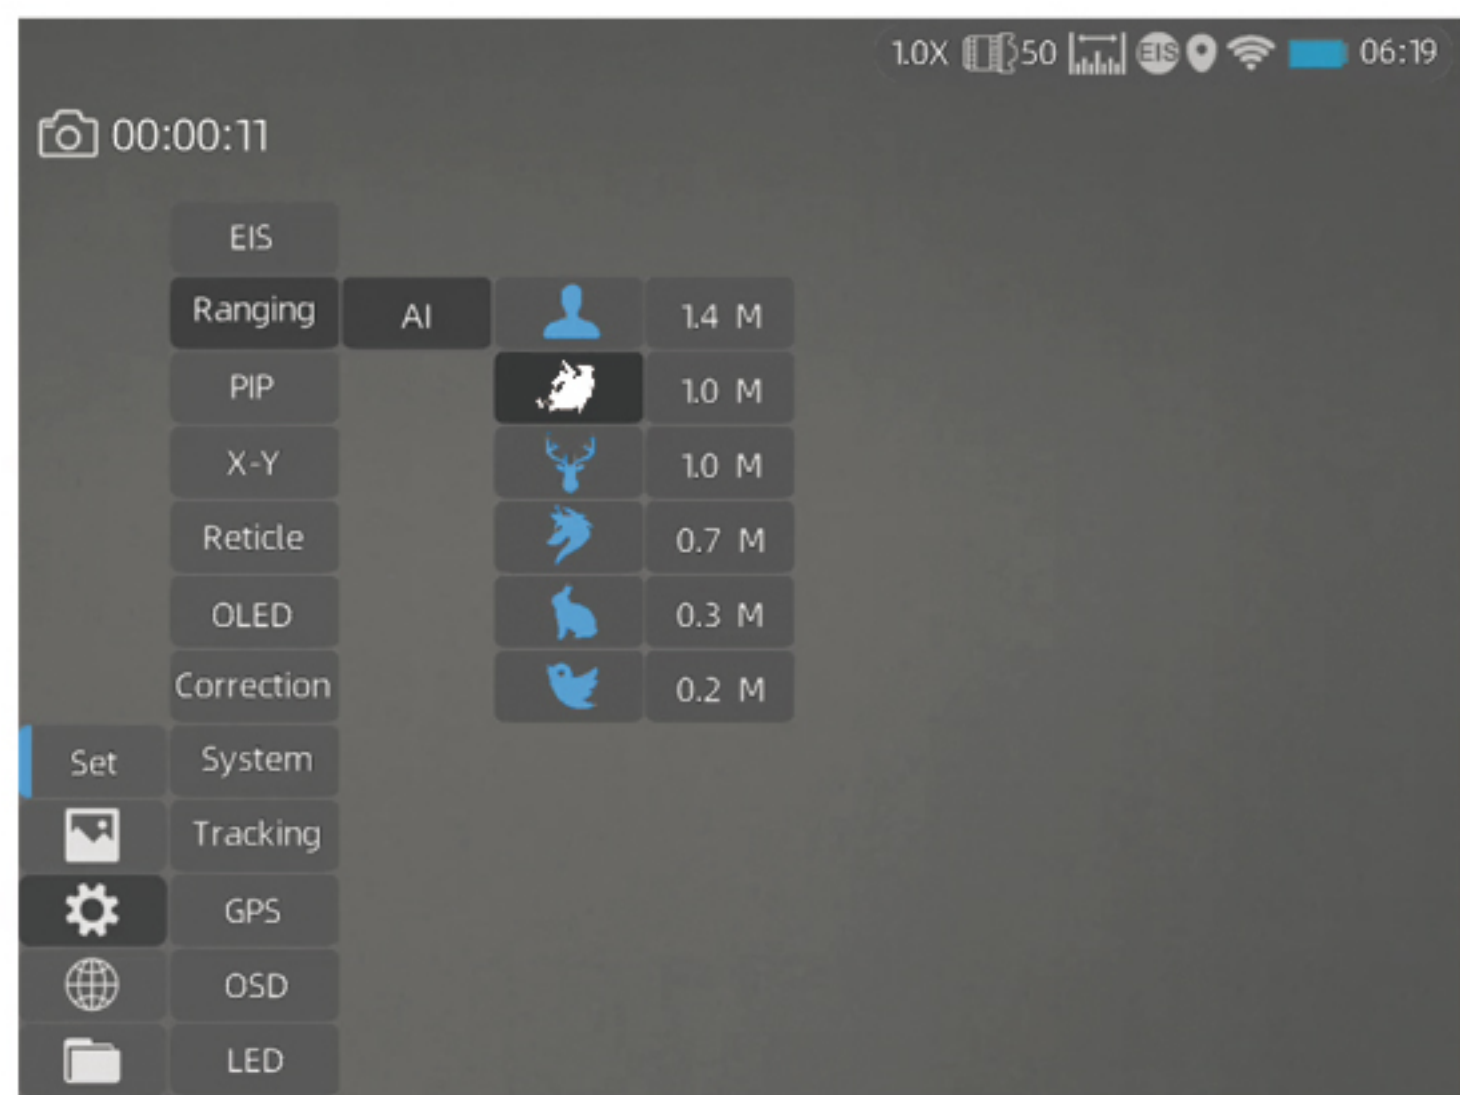 1.0X 50 EIS 06:19
00:00:11
EIS
Ranging AI 1.4 M
PIP 1.0 M
X-Y 1.0 M
Reticle 0.7 M
OLED 0.3 M
Correction 0.2 M
Set System
Tracking
GPS
OSD
LED